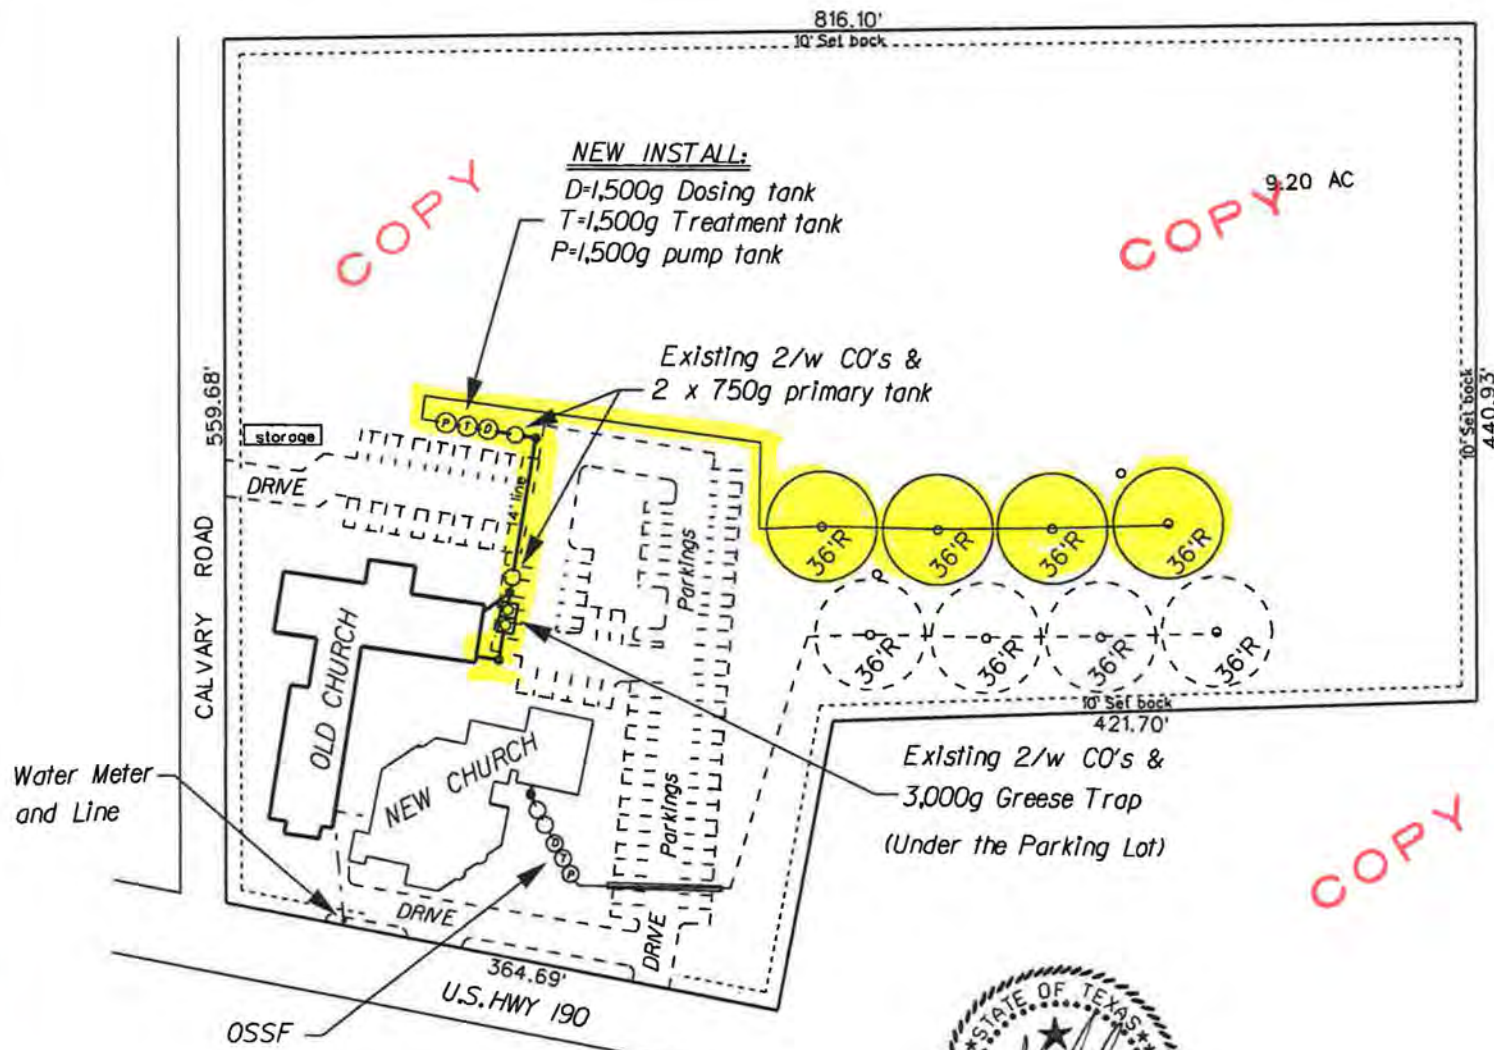 816.10'
10' Set back
NEW INSTALL:
D=1,500g Dosing tank
T=1,500g Treatment tank
P=1,500g pump tank
COPY
COPY
9.20 AC
Existing 2/w CO's &
2 x 750g primary tank
559.68'
10' Set back
440.93'
storage
P T D
DRIVE
4' line
CALVARY ROAD
Parkings
36'R
36'R
36'R
36'R
36'R
36'R
36'R
36'R
OLD CHURCH
10' Set back
421.70'
NEW CHURCH
Existing 2/w CO's &
3,000g Greese Trap
(Under the Parking Lot)
Water Meter
and Line
Parkings
D T P
COPY
DRIVE
DRIVE
364.69'
U.S. HWY 190
OSSF
STATE OF TEXAS